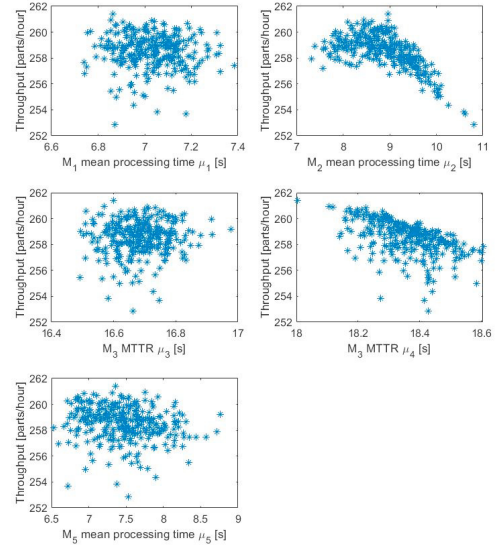 262
260
258
256
254
252
Throughput [parts/hour]
6.6 6.8 7 7.2 7.4
M₁ mean processing time μ₁ [s]
262
260
258
256
254
252
Throughput [parts/hour]
7 8 9 10 11
M₂ mean processing time μ₂ [s]
262
260
258
256
254
252
Throughput [parts/hour]
16.4 16.6 16.8 17
M₃ MTTR μ₃ [s]
262
260
258
256
254
252
Throughput [parts/hour]
18 18.2 18.4 18.6
M₃ MTTR μ₄ [s]
262
260
258
256
254
252
Throughput [parts/hour]
6.5 7 7.5 8 8.5 9
M₅ mean processing time μ₅ [s]